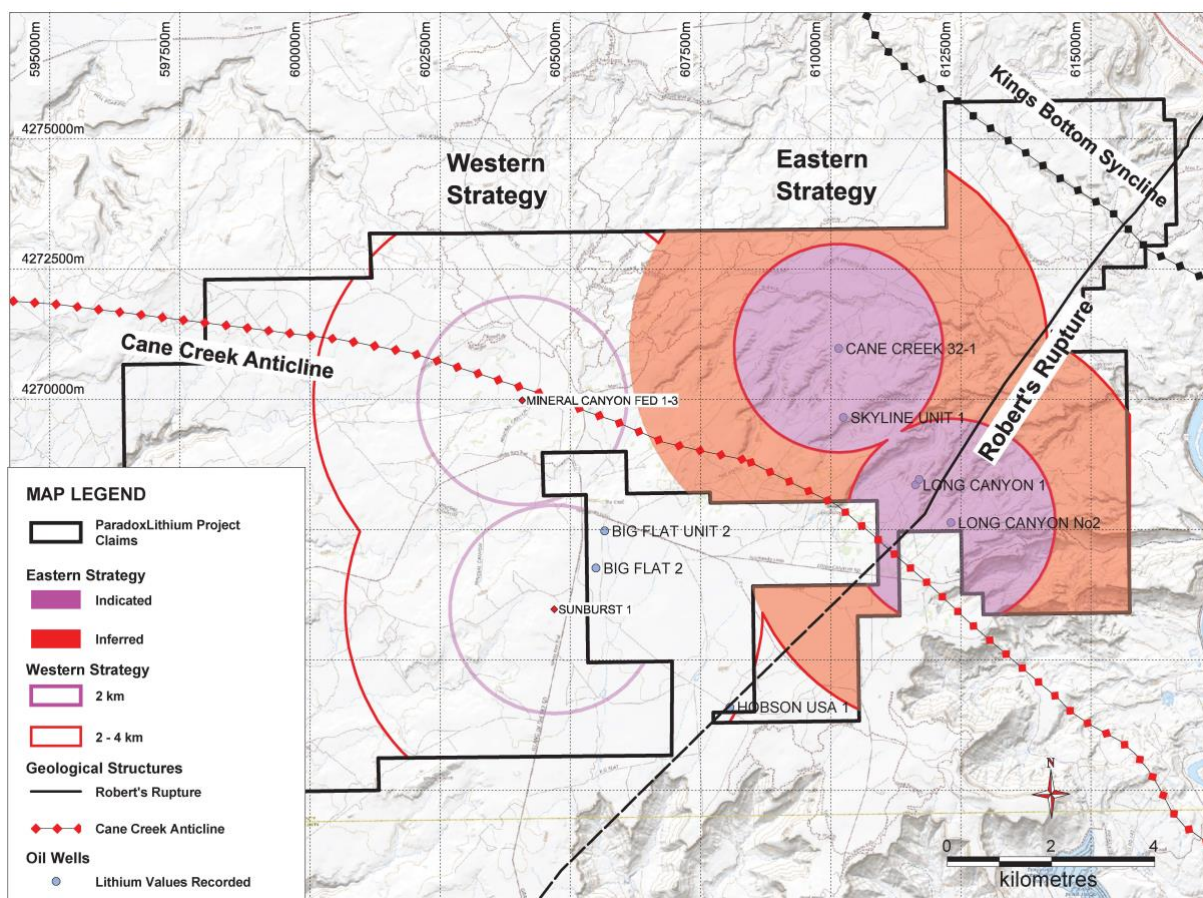 595000m
597500m
600000m
602500m
605000m
607500m
610000m
612500m
615000m
4275000m
4272500m
4270000m
Western
Strategy
Eastern
Strategy
Kings Bottom Syncline
Cane Creek Anticline
Robert's Rupture
CANE CREEK 32-1
MINERAL CANYON FED 1-3
SKYLINE UNIT 1
LONG CANYON 1
LONG CANYON No2
BIG FLAT UNIT 2
BIG FLAT 2
SUNBURST 1
HOBSON USA 1
MAP LEGEND
ParadoxLithium Project
Claims
Eastern Strategy
Indicated
Inferred
Western Strategy
2 km
2 - 4 km
Geological Structures
Robert's Rupture
Cane Creek Anticline
Oil Wells
Lithium Values Recorded
N
0 2 4
kilometres